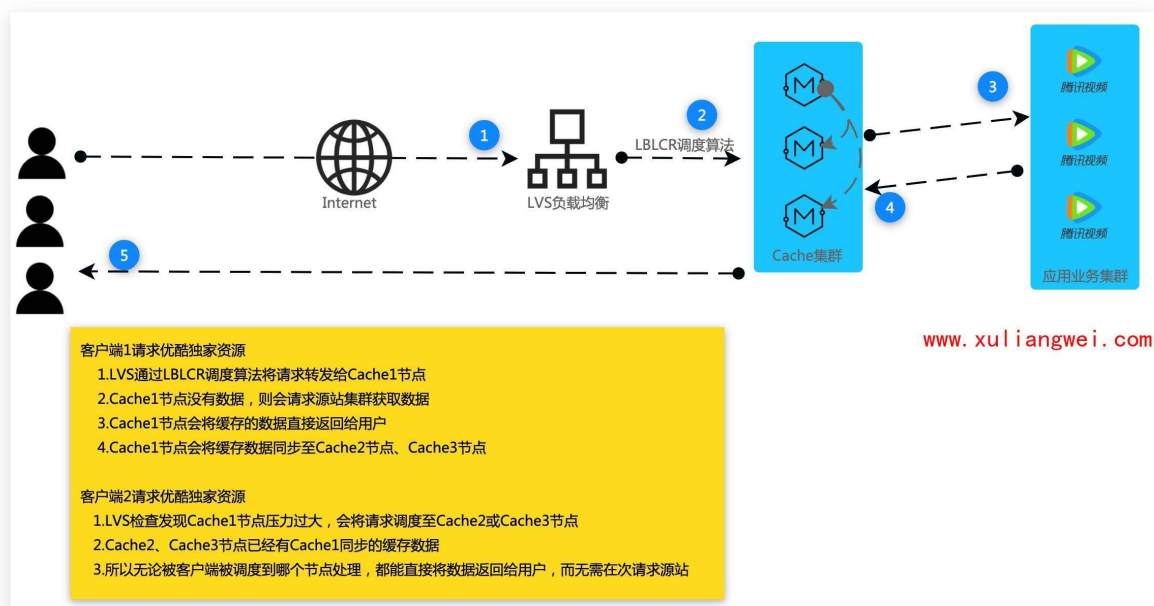 1
2
3
4
5
Internet
LVS负载均衡
LBLCR调度算法
M
M
M
Cache集群
腾讯视频
腾讯视频
腾讯视频
应用业务集群
www.xuliangwei.com
客户端1请求优酷独家资源
1.LVS通过LBLCR调度算法将请求转发给Cache1节点
2.Cache1节点没有数据，则会请求源站集群获取数据
3.Cache1节点会将缓存的数据直接返回给用户
4.Cache1节点会将缓存数据同步至Cache2节点、Cache3节点
客户端2请求优酷独家资源
1.LVS检查发现Cache1节点压力过大，会将请求调度至Cache2或Cache3节点
2.Cache2、Cache3节点已经有Cache1同步的缓存数据
3.所以无论被客户端被调度到哪个节点处理，都能直接将数据返回给用户，而无需在次请求源站